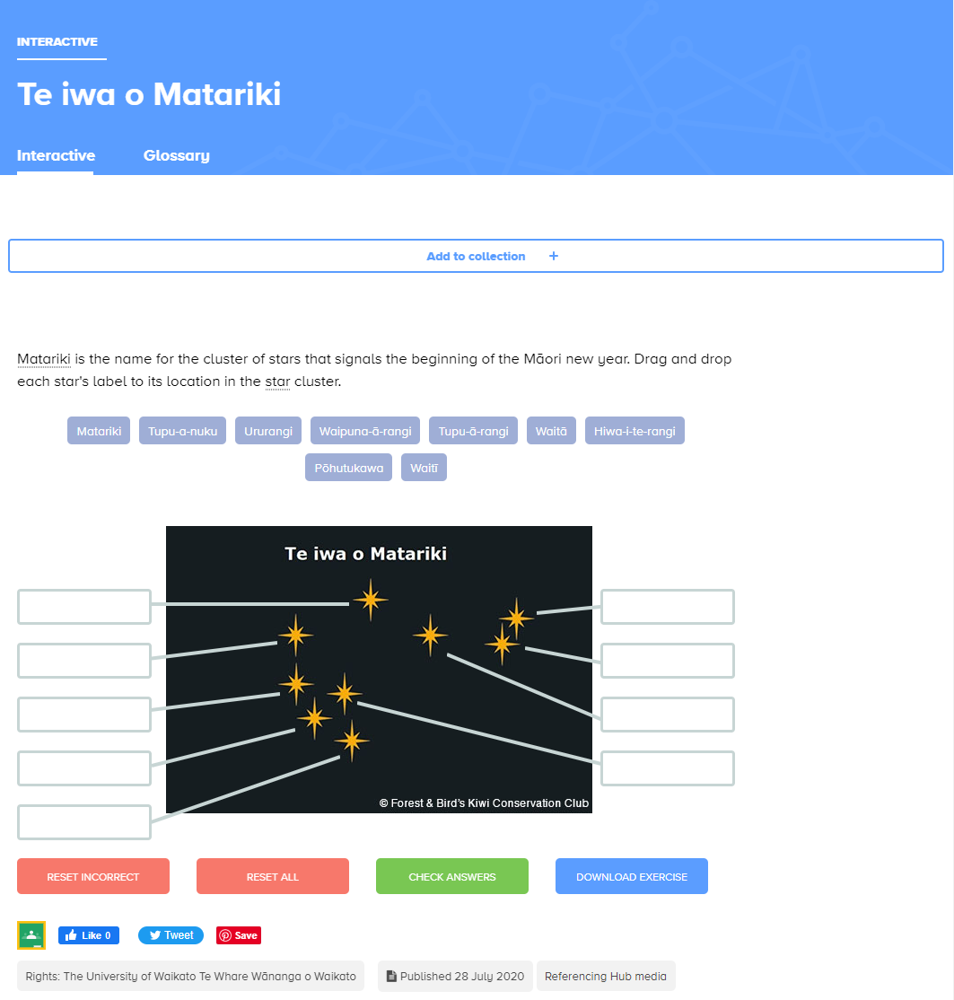 INTERACTIVE
Te iwa o Matariki
Interactive Glossary
Add to collection +
Matariki is the name for the cluster of stars that signals the beginning of the Māori new year. Drag and drop
each star's label to its location in the star cluster.
Matariki Tupu-a-nuku Ururangi Waipuna-ā-rangi Tupu-ā-rangi Waitā Hiwa-i-te-rangi
Pōhutukawa Waitī
Te iwa o Matariki
© Forest & Bird's Kiwi Conservation Club
RESET INCORRECT RESET ALL CHECK ANSWERS DOWNLOAD EXERCISE
Like 0 Tweet Save
Rights: The University of Waikato Te Whare Wānanga o Waikato Published 28 July 2020 Referencing Hub media